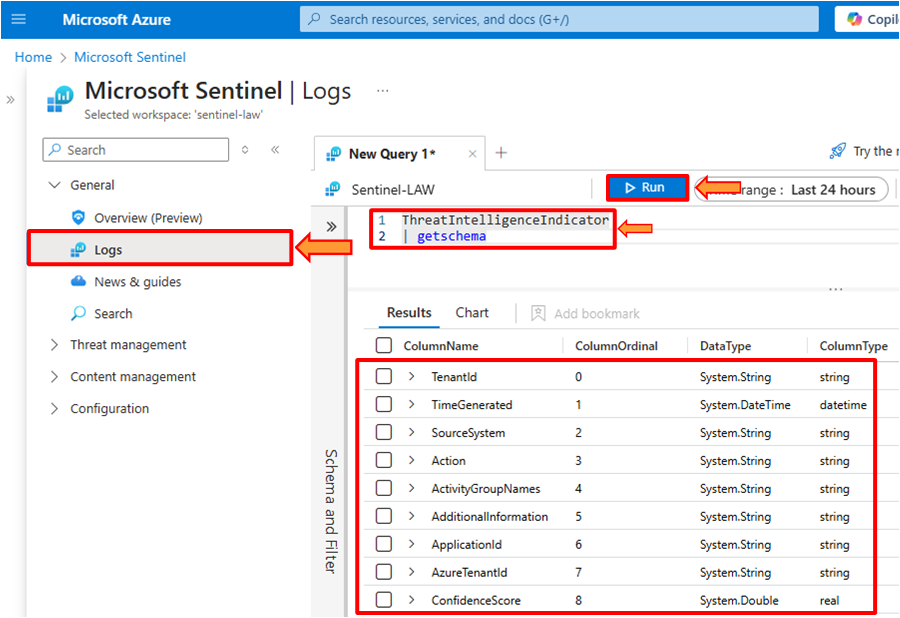 Microsoft Azure
Search resources, services, and docs (G+/)
Copil
Home > Microsoft Sentinel
Microsoft Sentinel | Logs ...
Selected workspace: 'sentinel-law'
Search
General
Overview (Preview)
Logs
News & guides
Search
Threat management
Content management
Configuration
New Query 1*
Try the
Sentinel-LAW
Run
range : Last 24 hours
1 ThreatIntelligenceIndicator
2 | getschema
Schema and Filter
Results Chart Add bookmark
ColumnName ColumnOrdinal DataType ColumnType
TenantId 0 System.String string
TimeGenerated 1 System.DateTime datetime
SourceSystem 2 System.String string
Action 3 System.String string
ActivityGroupNames 4 System.String string
AdditionalInformation 5 System.String string
ApplicationId 6 System.String string
AzureTenantId 7 System.String string
ConfidenceScore 8 System.Double real